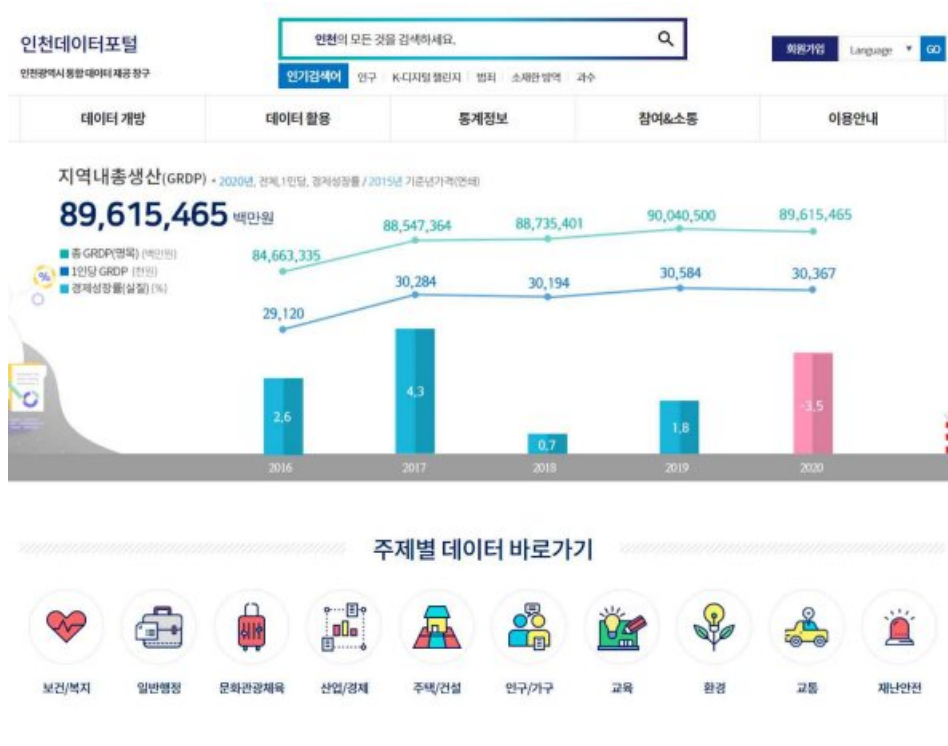 인천데이터포털
인천광역시 통합 데이터 제공 창구
인천의 모든 것을 검색하세요.
회원가입 Language ▼ GO
인기검색어 인구 K-디지털 챌린지 범죄 소재한 방역 과수
데이터 개방 데이터 활용 통계정보 참여&소통 이용안내
지역내총생산(GRDP) • 2020년, 전체,1인당, 경제성장률 / 2015년 기준년가격(연쇄)
89,615,465 백만원
총 GRDP(명목) (백만원)
1인당 GRDP (천원)
경제성장률(실질) (%)
84,663,335 88,547,364 88,735,401 90,040,500 89,615,465
29,120 30,284 30,194 30,584 30,367
2.6 4.3 0.7 1.8 -3.5
2016 2017 2018 2019 2020
%
주제별 데이터 바로가기
보건/복지 일반행정 문화관광체육 산업/경제 주택/건설 인구/가구 교육 환경 교통 재난안전